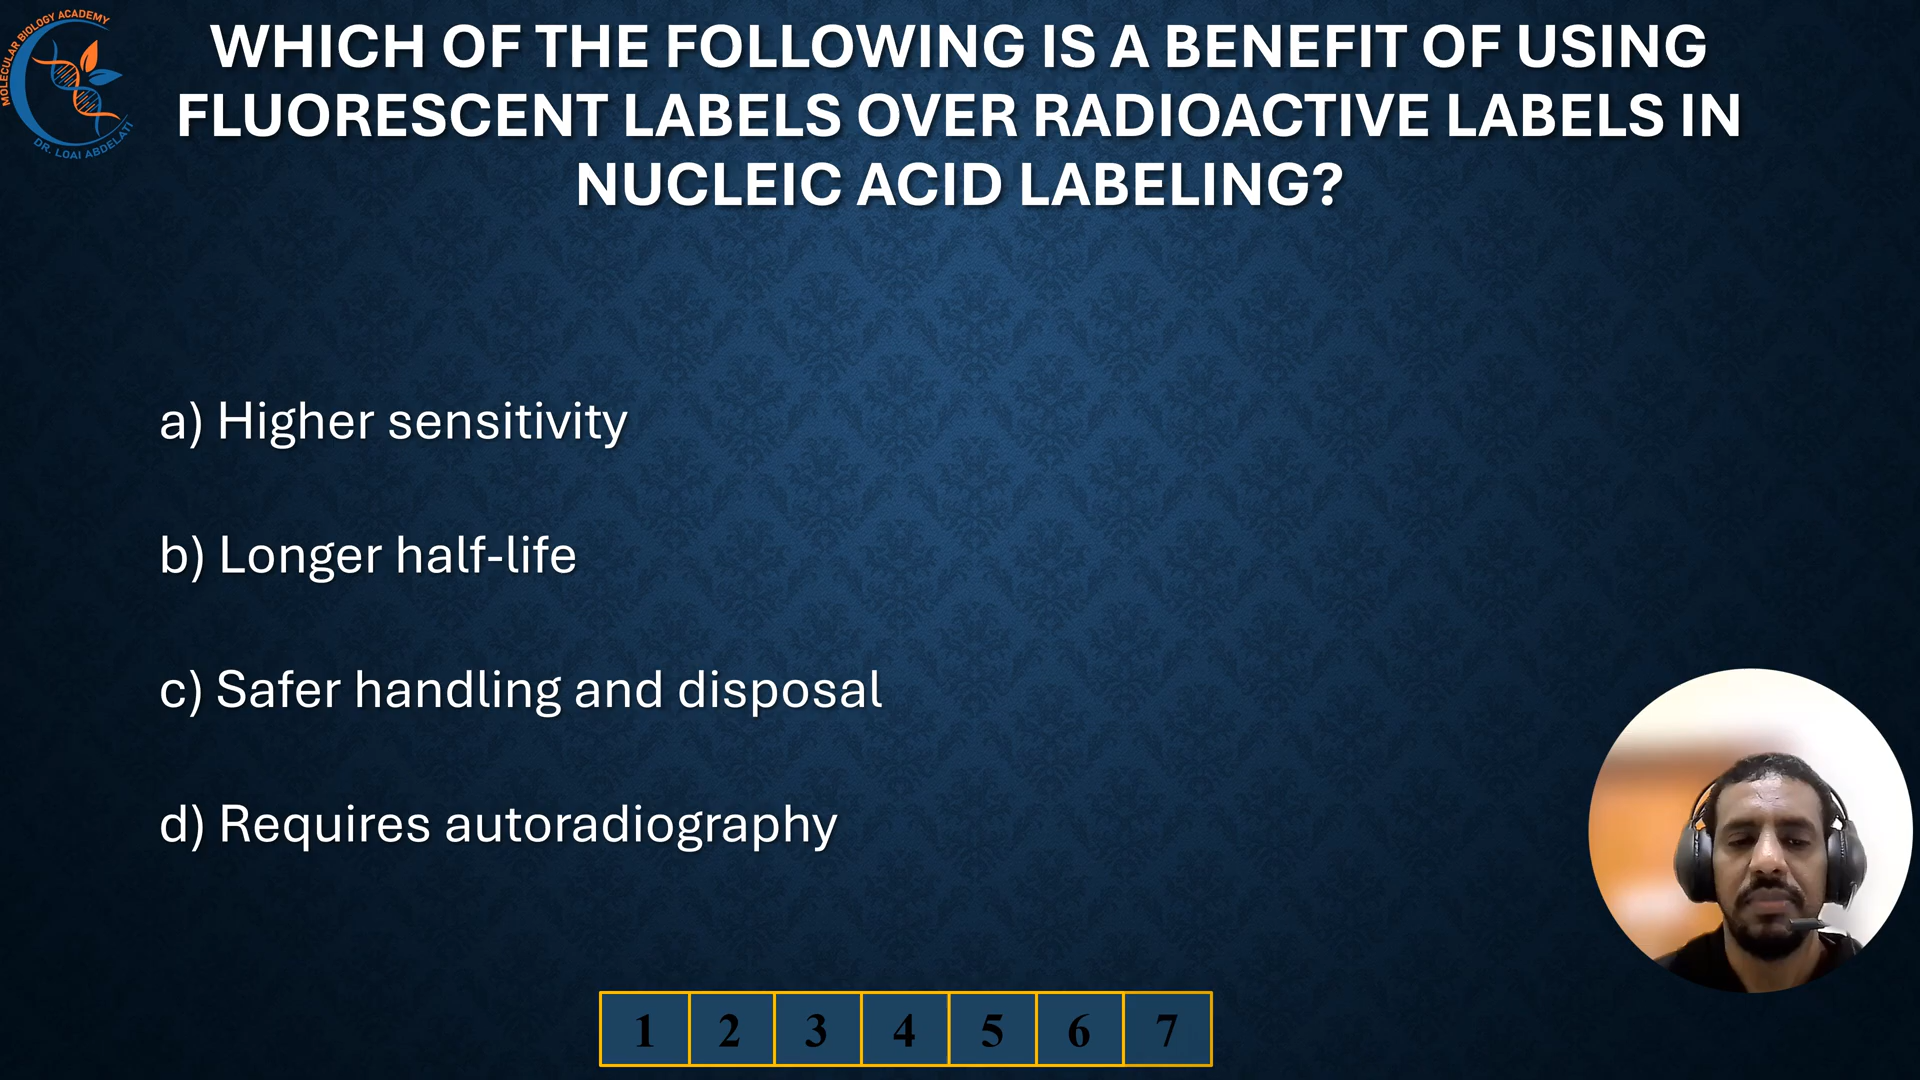 MOLECULAR BIOLOGY ACADEMY
DR. LOAI ABDELATI
WHICH OF THE FOLLOWING IS A BENEFIT OF USING
FLUORESCENT LABELS OVER RADIOACTIVE LABELS IN
NUCLEIC ACID LABELING?
a) Higher sensitivity
b) Longer half-life
c) Safer handling and disposal
d) Requires autoradiography
1 2 3 4 5 6 7